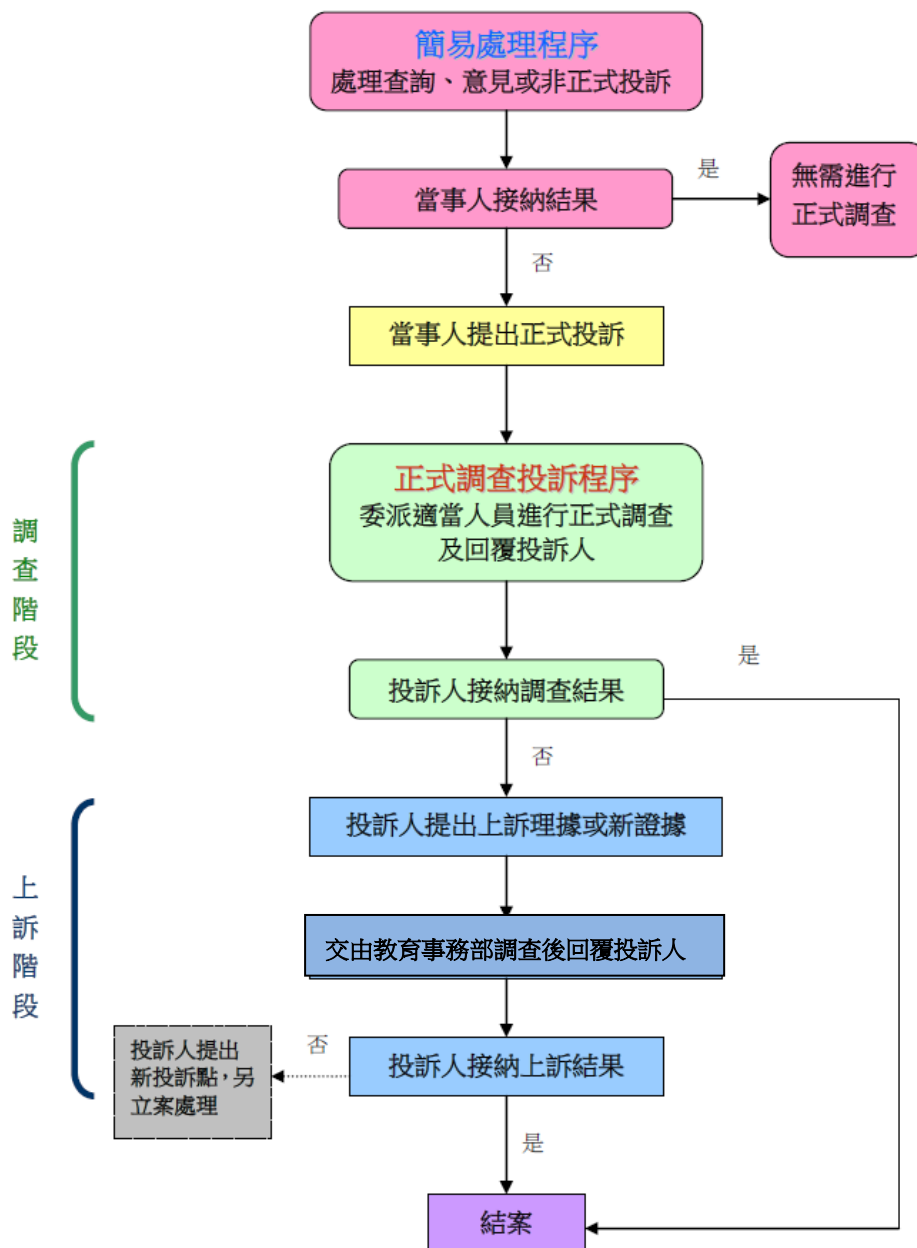 簡易處理程序
處理查詢、意見或非正式投訴
當事人接納結果
是
無需進行
正式調查
否
當事人提出正式投訴
調查階段
正式調查投訴程序
委派適當人員進行正式調查
及回覆投訴人
投訴人接納調查結果
是
否
上訴階段
投訴人提出上訴理據或新證據
交由教育事務部調查後回覆投訴人
投訴人接納上訴結果
否
投訴人提出
新投訴點，另
立案處理
是
結案